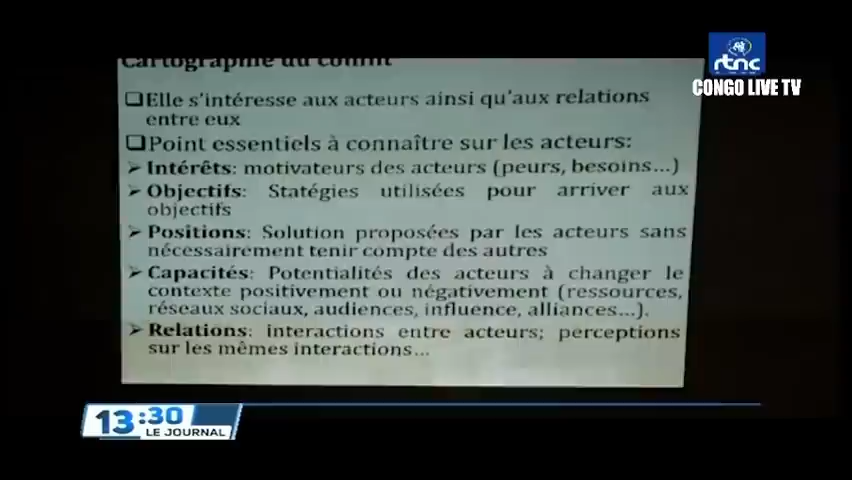 rtnc
CONGO LIVE TV
Cartographie du conflit
❑Elle s'intéresse aux acteurs ainsi qu'aux relations
entre eux
❑Point essentiels à connaître sur les acteurs:
➢ Intérêts: motivateurs des acteurs (peurs, besoins...)
➢ Objectifs: Statégies utilisées pour arriver aux
objectifs
➢ Positions: Solution proposées par les acteurs sans
nécessairement tenir compte des autres
➢ Capacités: Potentialités des acteurs à changer le
contexte positivement ou négativement (ressources,
réseaux sociaux, audiences, influence, alliances...).
➢ Relations: interactions entre acteurs; perceptions
sur les mêmes interactions...
13:30
LE JOURNAL